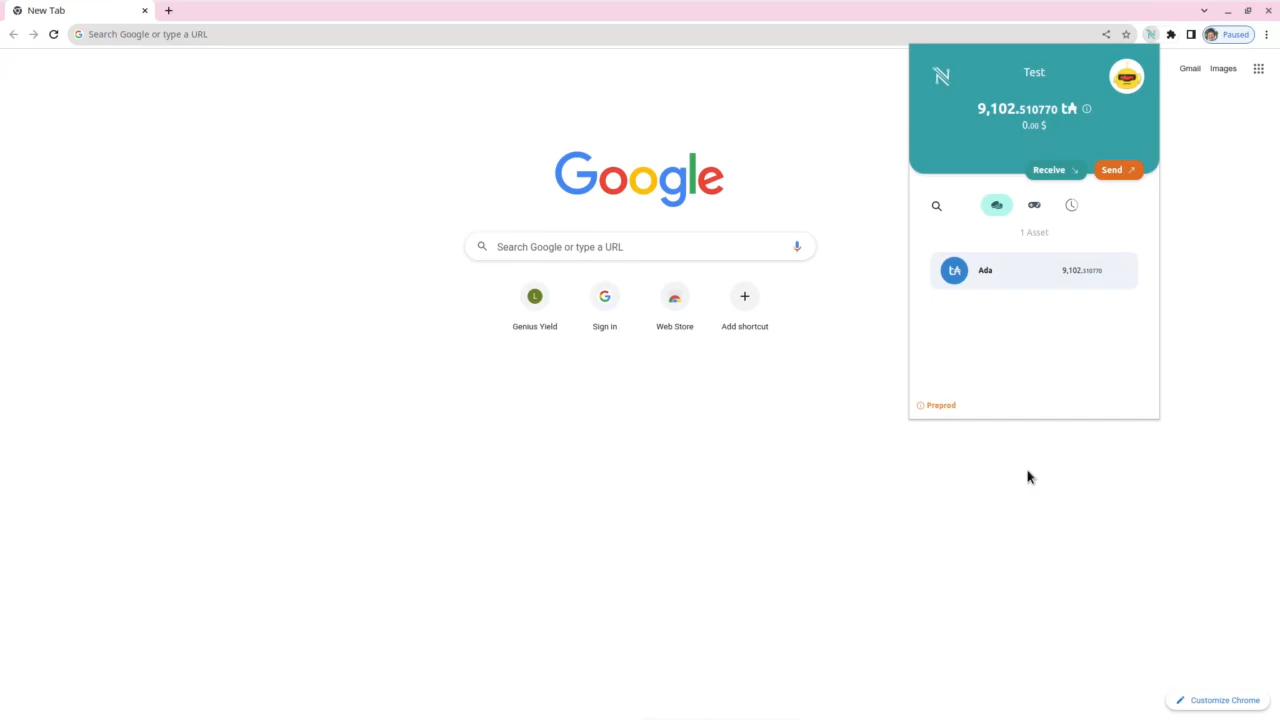 New Tab
Search Google or type a URL
Paused
Gmail Images
Test
9,102.510770 t₳
0.00 $
Receive
Send
1 Asset
t₳ Ada 9,102.510770
Preprod
Google
Search Google or type a URL
L
Genius Yield
Sign in
Web Store
Add shortcut
Customize Chrome